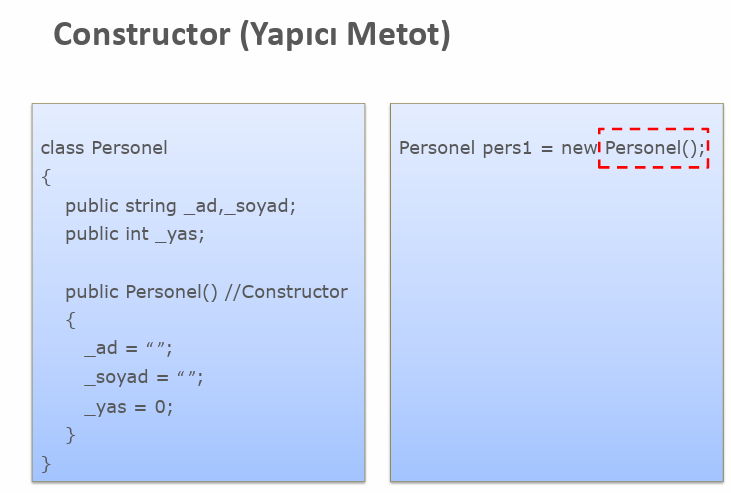 Constructor (Yapıcı Metot)
class Personel
{
public string _ad,_soyad;
public int _yas;
public Personel() //Constructor
{
_ad = “ ”;
_soyad = “ ”;
_yas = 0;
}
}
Personel pers1 = new Personel();